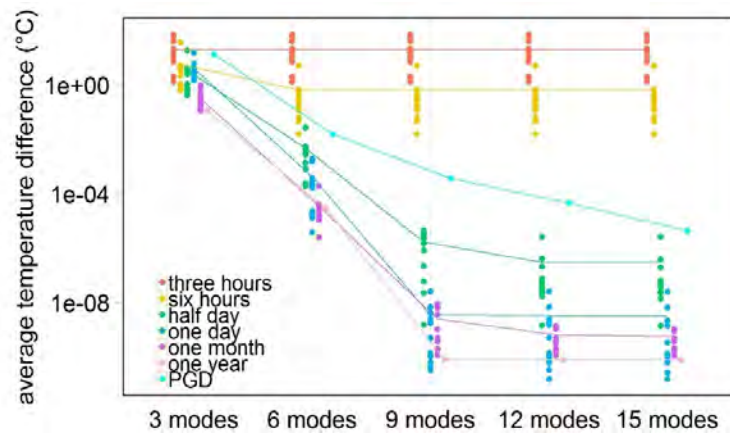 average temperature difference (°C)
1e+00
1e-04
1e-08
three hours
six hours
half day
one day
one month
one year
PGD
3 modes 6 modes 9 modes 12 modes 15 modes